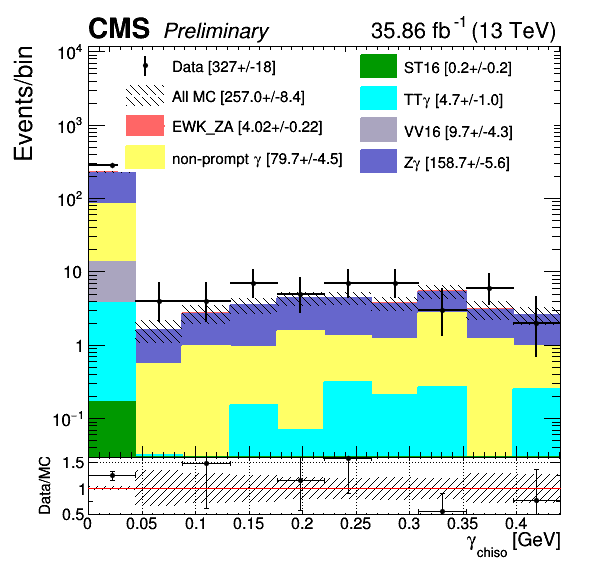 CMS Preliminary 35.86 fb⁻¹ (13 TeV)
Events/bin
Data [327+/-18]
All MC [257.0+/-8.4]
EWK_ZA [4.02+/-0.22]
non-prompt γ [79.7+/-4.5]
ST16 [0.2+/-0.2]
TTγ [4.7+/-1.0]
VV16 [9.7+/-4.3]
Zγ [158.7+/-5.6]
10⁴
10³
10²
10
1
10⁻¹
Data/MC
1.5
1
0.5
0 0.05 0.1 0.15 0.2 0.25 0.3 0.35 0.4
γchiso [GeV]